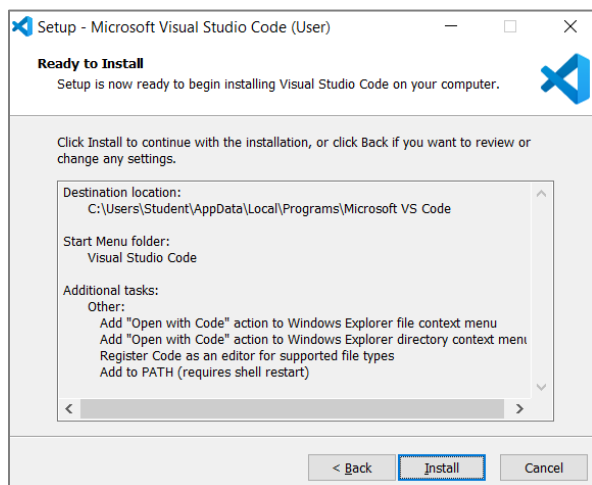 Setup - Microsoft Visual Studio Code (User)
Ready to Install
Setup is now ready to begin installing Visual Studio Code on your computer.
Click Install to continue with the installation, or click Back if you want to review or
change any settings.
Destination location:
C:\Users\Student\AppData\Local\Programs\Microsoft VS Code
Start Menu folder:
Visual Studio Code
Additional tasks:
Other:
Add "Open with Code" action to Windows Explorer file context menu
Add "Open with Code" action to Windows Explorer directory context menu
Register Code as an editor for supported file types
Add to PATH (requires shell restart)
< Back Install Cancel